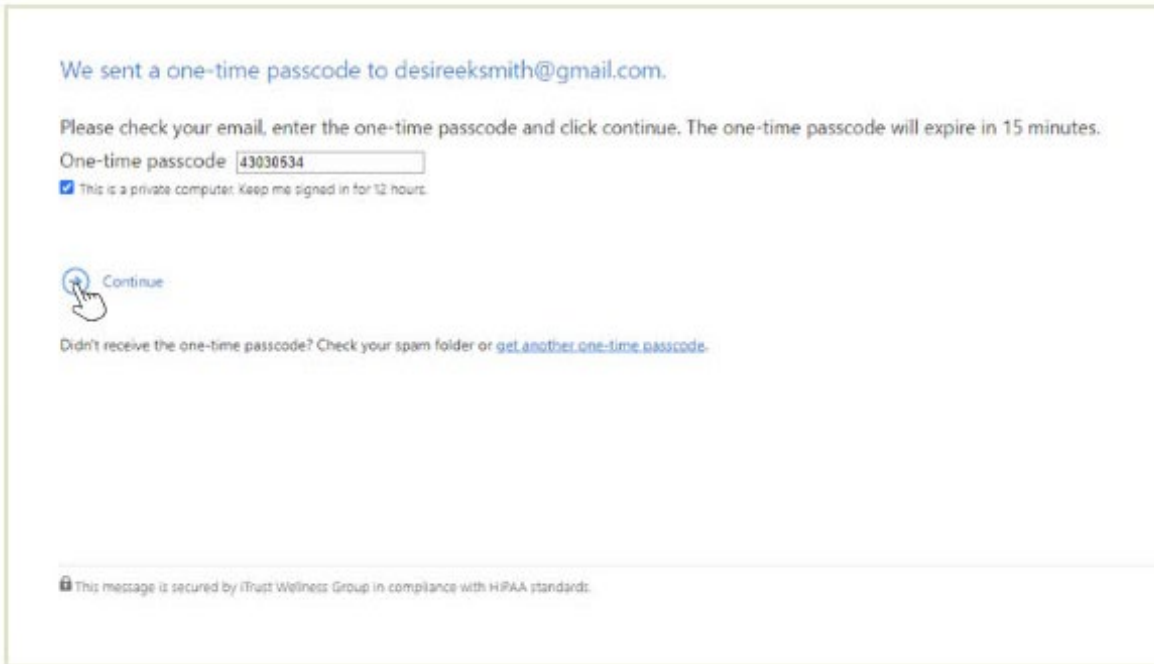 We sent a one-time passcode to desireeksmith@gmail.com.
Please check your email, enter the one-time passcode and click continue. The one-time passcode will expire in 15 minutes.
One-time passcode 43030534
This is a private computer. Keep me signed in for 12 hours.
Continue
Didn't receive the one-time passcode? Check your spam folder or get another one-time passcode.
This message is secured by iTrust Wellness Group in compliance with HIPAA standards.